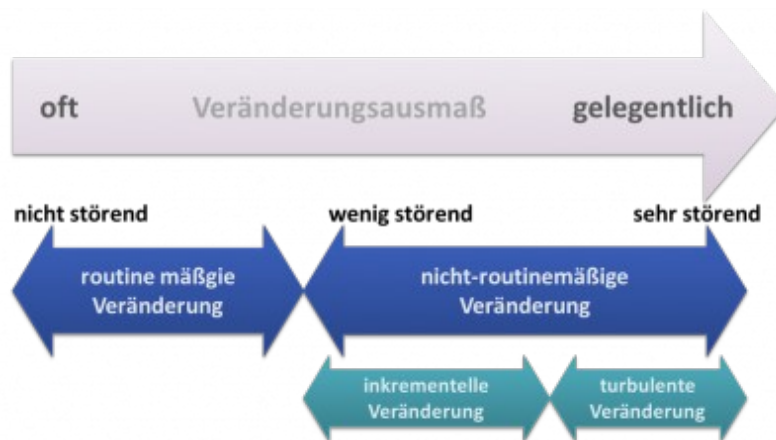 oft Veränderungsausmaß gelegentlich
nicht störend wenig störend sehr störend
routine mäßgie
Veränderung
nicht-routinemäßige
Veränderung
inkrementelle
Veränderung
turbulente
Veränderung